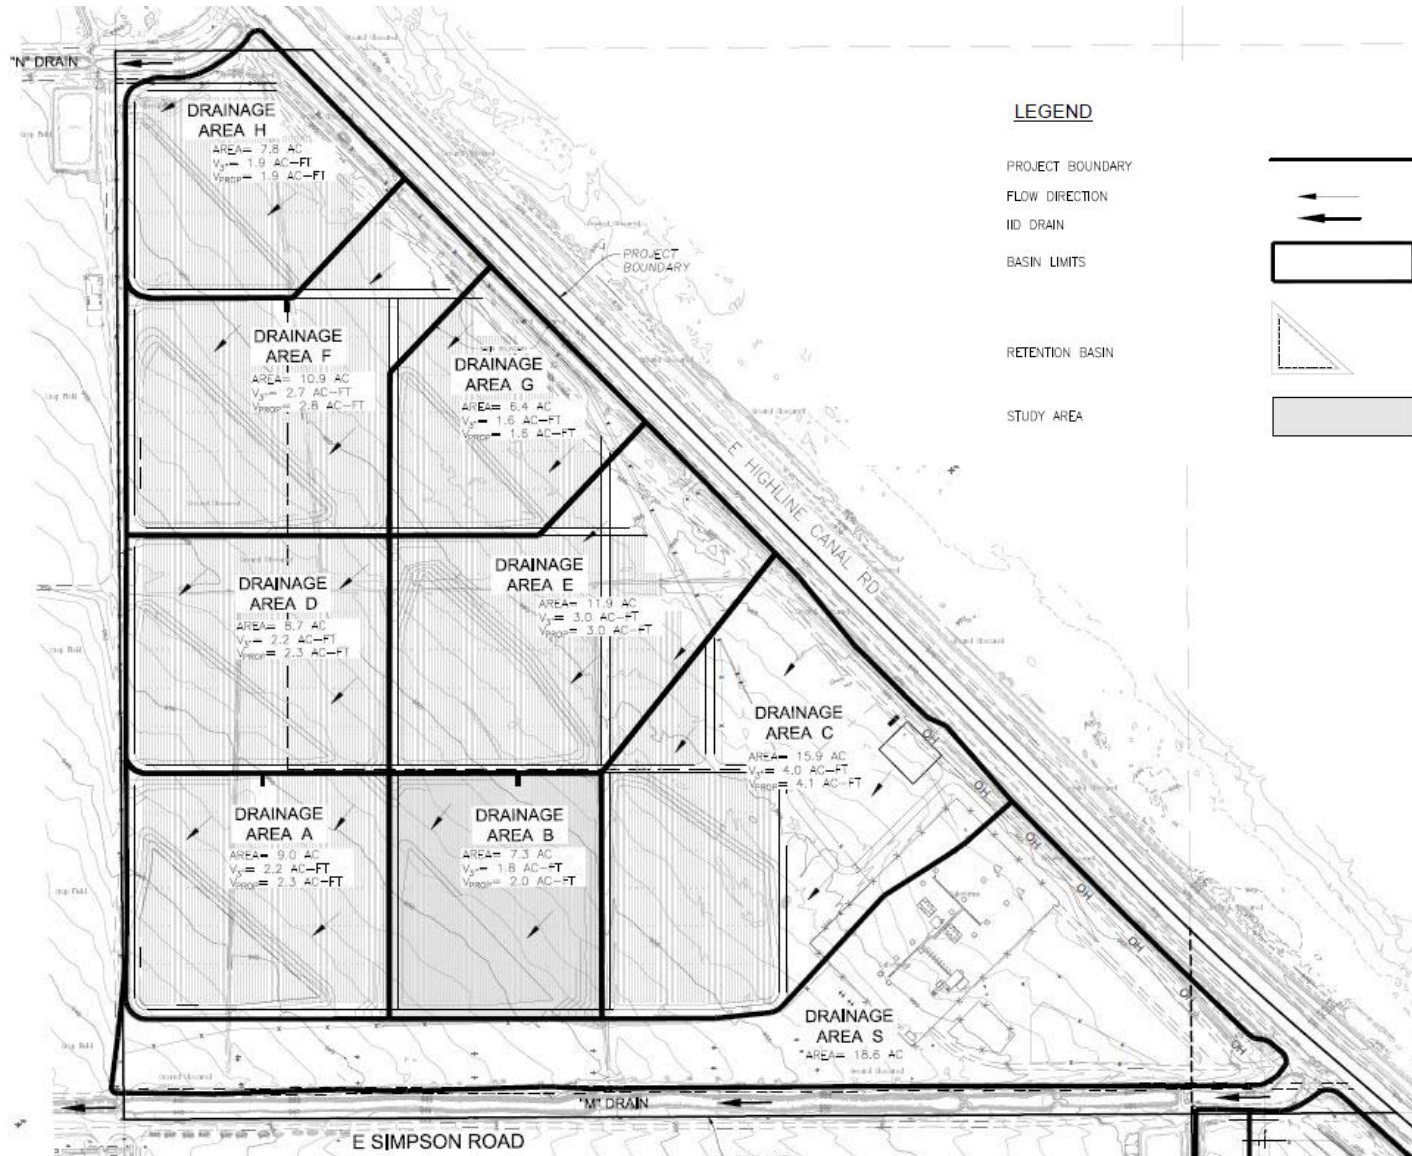 "N" DRAIN
DRAINAGE
AREA H
AREA= 7.8 AC
V3"= 1.9 AC-FT
VPROP= 1.9 AC-FT
LEGEND
PROJECT BOUNDARY
FLOW DIRECTION
IID DRAIN
BASIN LIMITS
RETENTION BASIN
STUDY AREA
PROJECT
BOUNDARY
DRAINAGE
AREA F
AREA= 10.9 AC
V3"= 2.7 AC-FT
VPROP= 2.8 AC-FT
DRAINAGE
AREA G
AREA= 6.4 AC
V3"= 1.6 AC-FT
VPROP= 1.6 AC-FT
E HIGHLINE CANAL RD
DRAINAGE
AREA D
AREA= 8.7 AC
V3"= 2.2 AC-FT
VPROP= 2.3 AC-FT
DRAINAGE
AREA E
AREA= 11.9 AC
V3"= 3.0 AC-FT
VPROP= 3.0 AC-FT
DRAINAGE
AREA C
AREA= 15.9 AC
V3"= 4.0 AC-FT
VPROP= 4.1 AC-FT
OH
OH
OH
OH
OH
OH
DRAINAGE
AREA A
AREA= 9.0 AC
V3"= 2.2 AC-FT
VPROP= 2.3 AC-FT
DRAINAGE
AREA B
AREA= 7.3 AC
V3"= 1.8 AC-FT
VPROP= 2.0 AC-FT
DRAINAGE
AREA S
AREA= 18.6 AC
"M" DRAIN
E SIMPSON ROAD